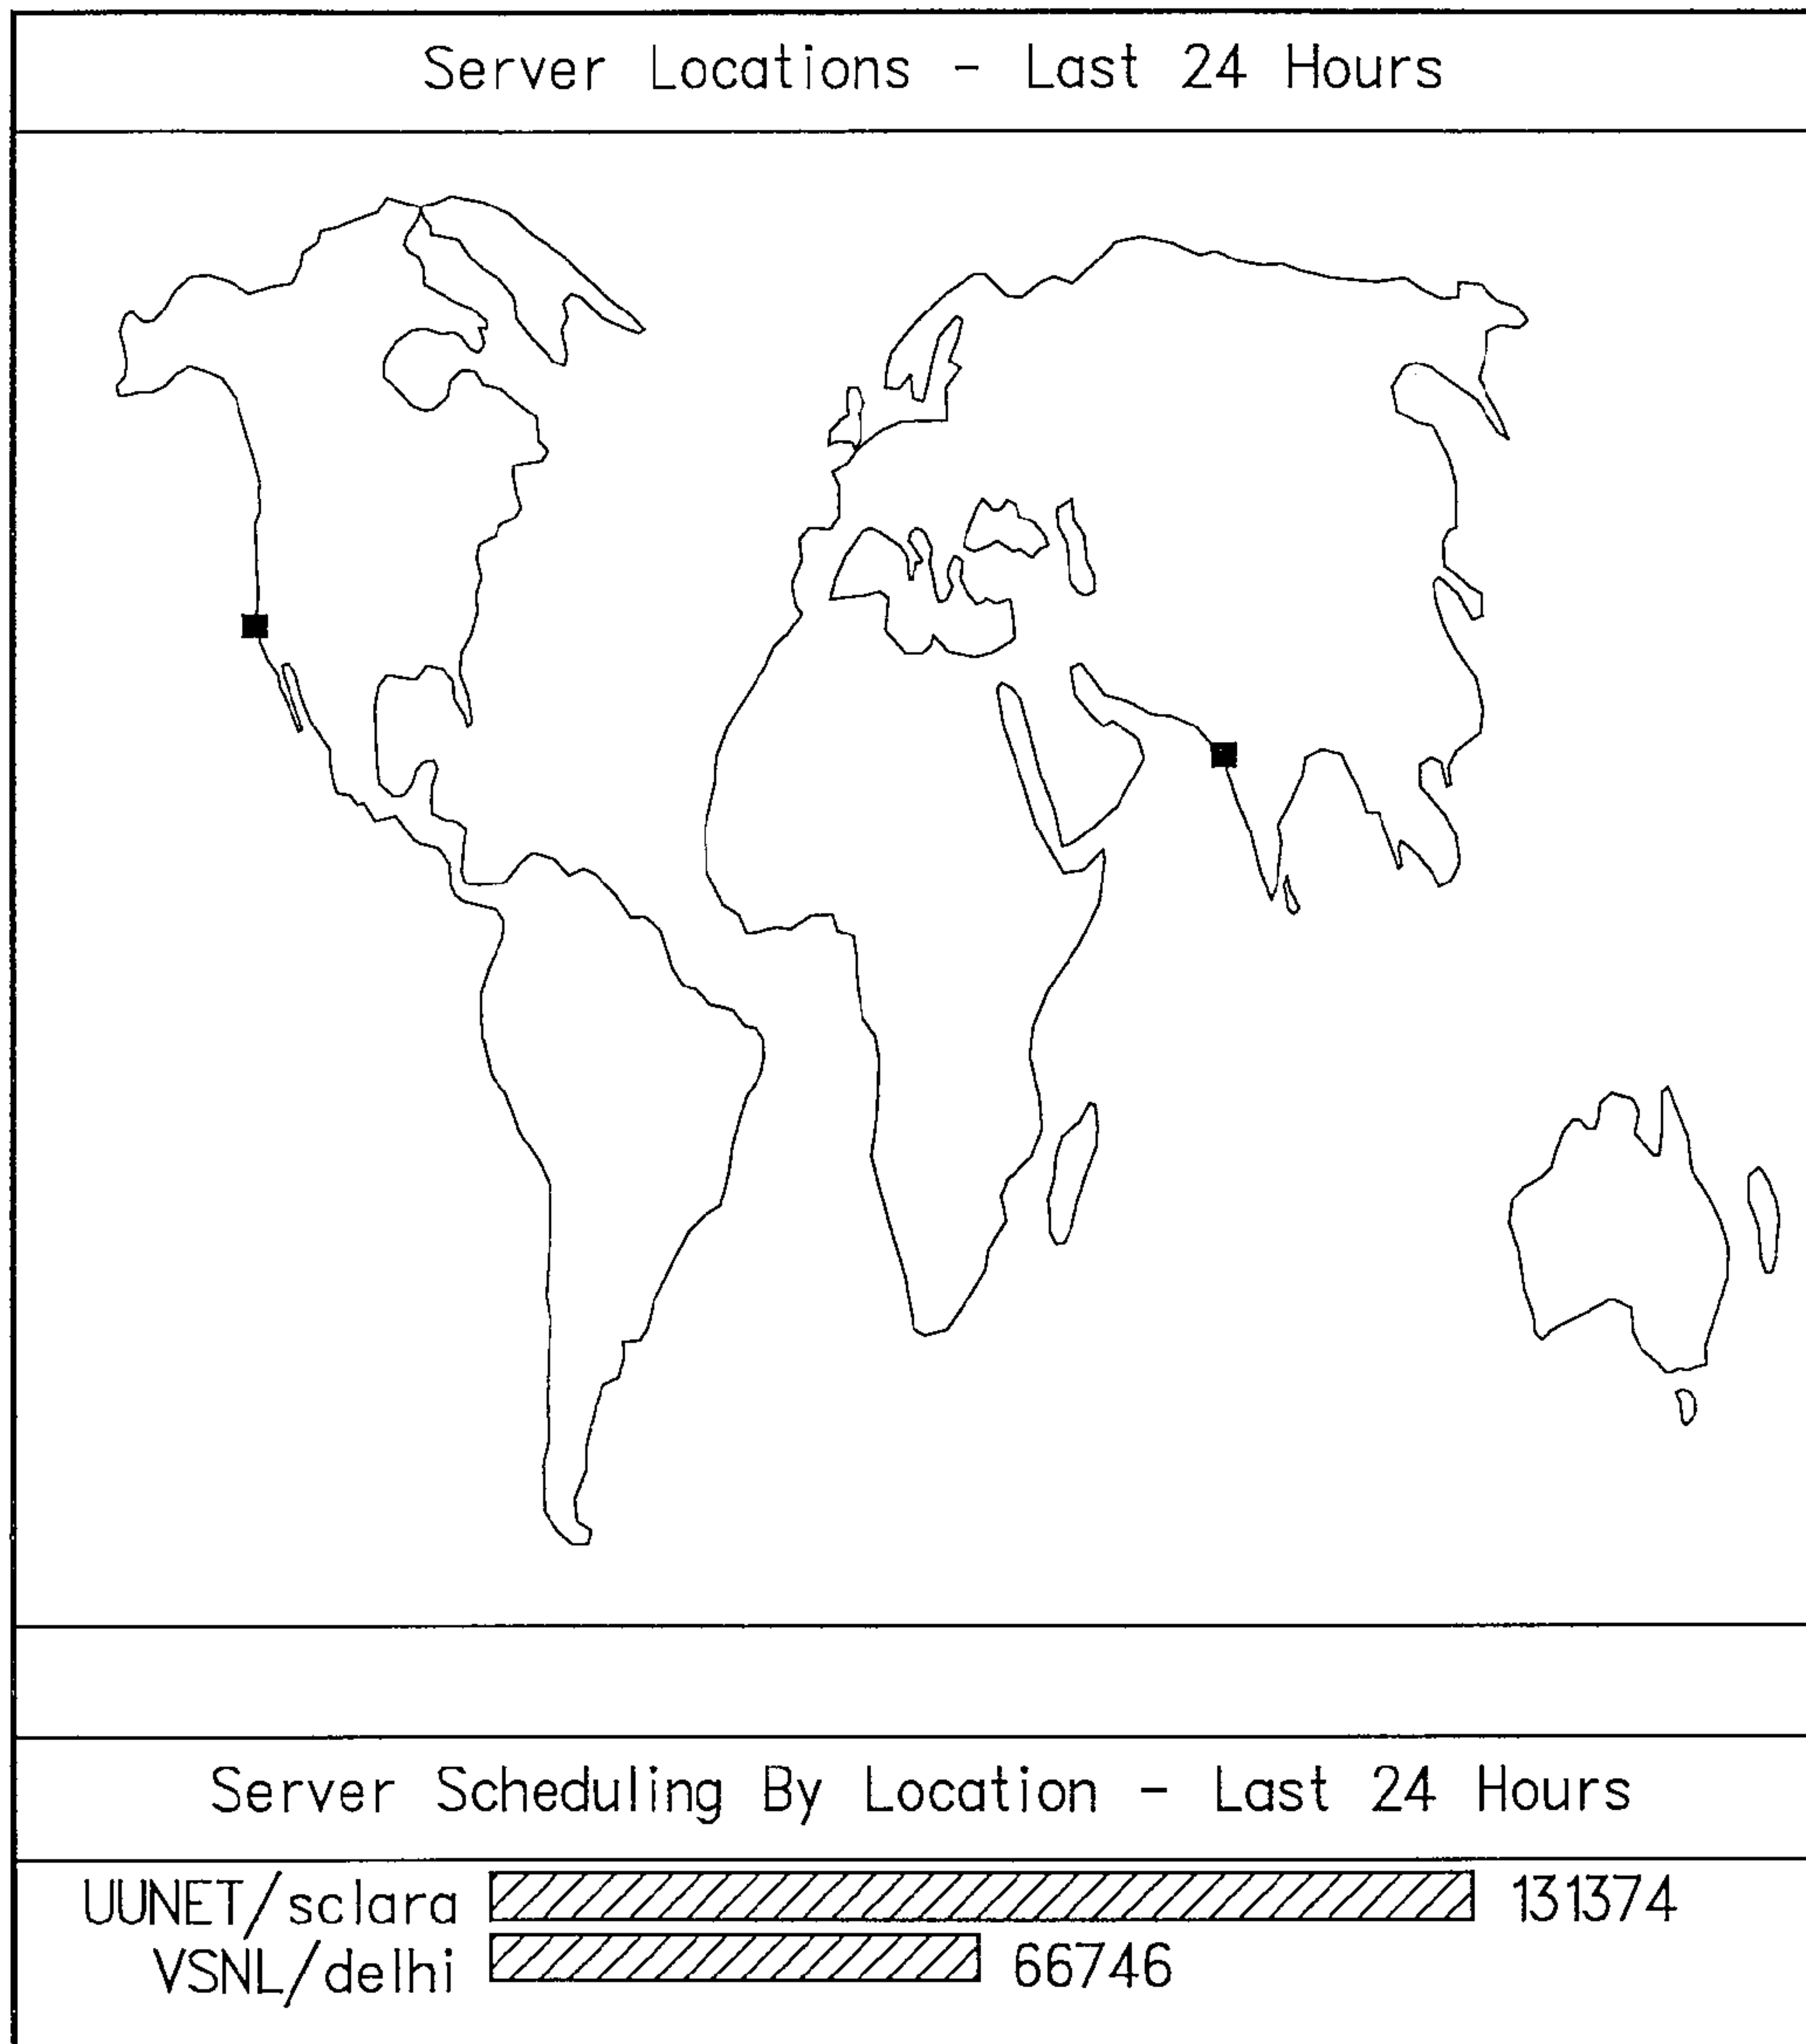 Server Locations - Last 24 Hours
Server Scheduling By Location - Last 24 Hours
UUNET/sclara 131374
VSNL/delhi 66746